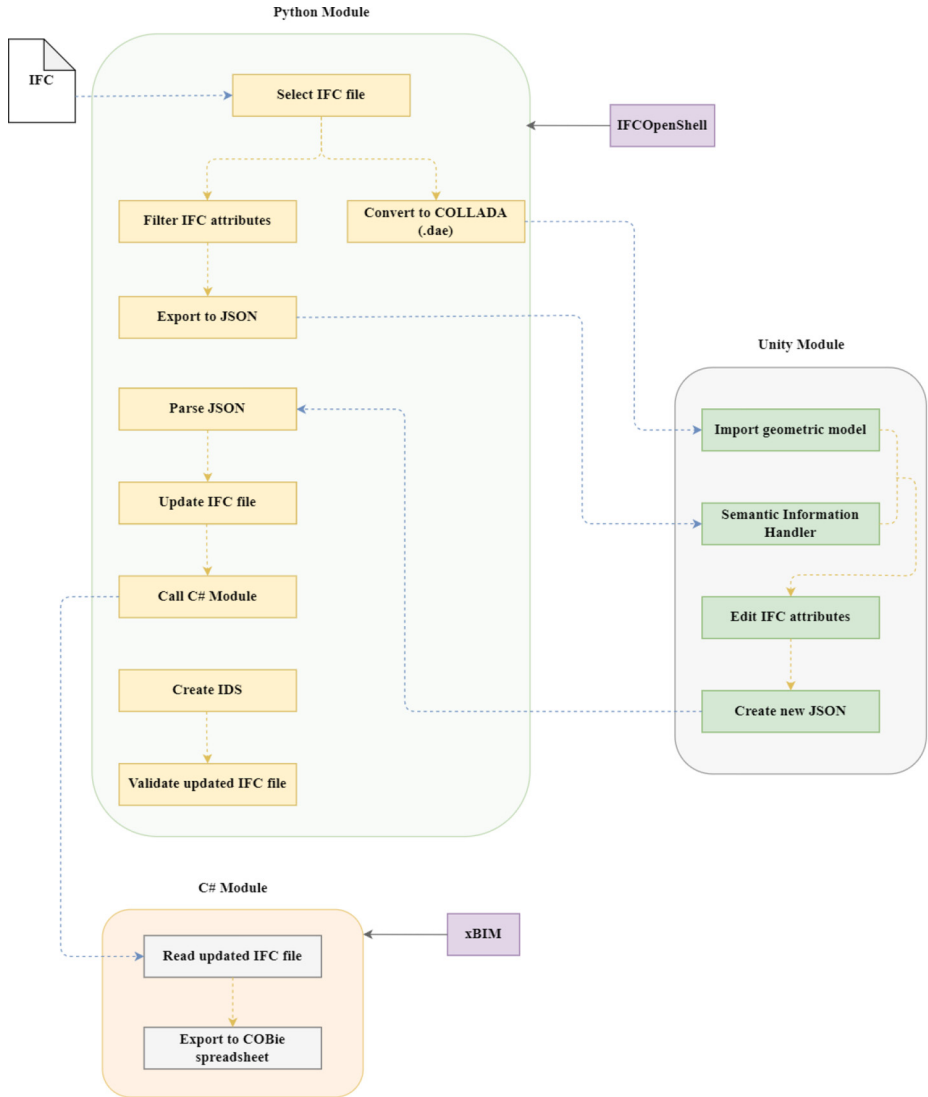 Python Module
IFC
Select IFC file
IFCOpenShell
Filter IFC attributes
Convert to COLLADA
(.dae)
Export to JSON
Unity Module
Parse JSON
Import geometric model
Update IFC file
Semantic Information
Handler
Call C# Module
Edit IFC attributes
Create IDS
Create new JSON
Validate updated IFC file
C# Module
xBIM
Read updated IFC file
Export to COBie
spreadsheet